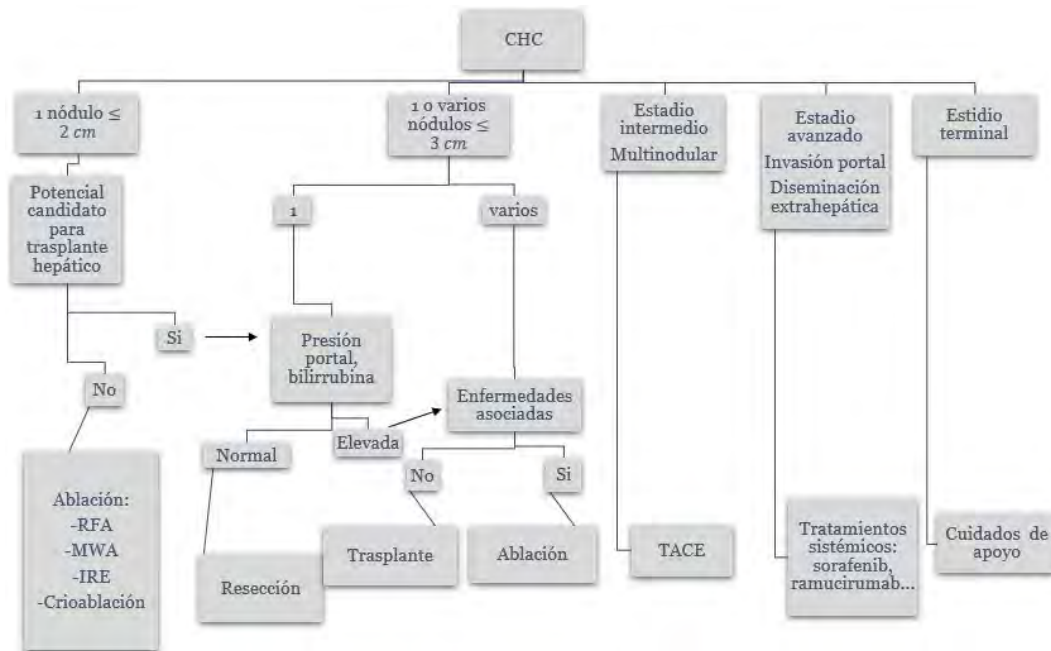 CHC
1 nódulo ≤
2 cm
1 o varios
nódulos ≤
3 cm
Estadio
intermedio
Multinodular
Estadio
avanzado
Invasión portal
Diseminación
extrahepática
Estidio
terminal
Potencial
candidato
para
trasplante
hepático
1
varios
Si
No
Presión
portal,
bilirrubina
Enfermedades
asociadas
Normal
Elevada
No
Si
Ablación:
-RFA
-MWA
-IRE
-Crioablación
Resección
Trasplante
Ablación
TACE
Tratamientos
sistémicos:
sorafenib,
ramucirumab...
Cuidados de
apoyo